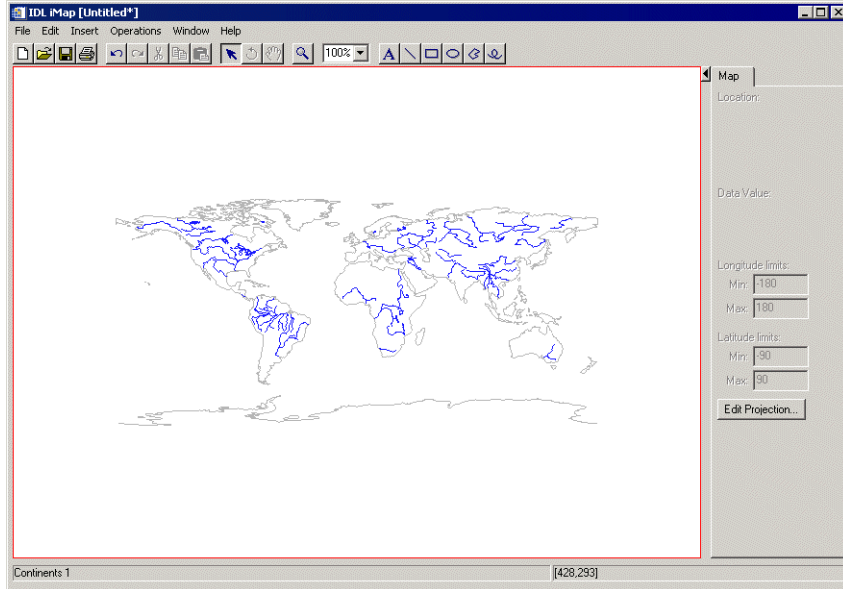 IDL iMap [Untitled*]
File Edit Insert Operations Window Help
100%
A
Map
Location:
Data Value:
Longitude limits:
Min: -180
Max: 180
Latitude limits:
Min: -90
Max: 90
Edit Projection...
Continents 1
[428,293]